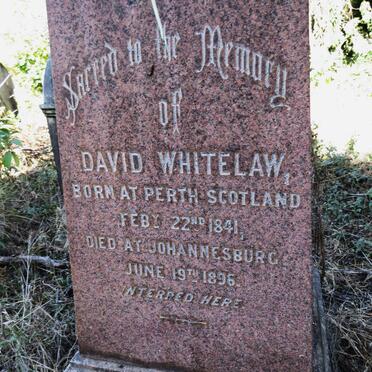 Sacred to the Memory
of
DAVID WHITELAW,
BORN AT PERTH SCOTLAND
FEB: 22ND 1841,
DIED AT JOHANNESBURG
JUNE 19TH 1896.
INTERRED HERE